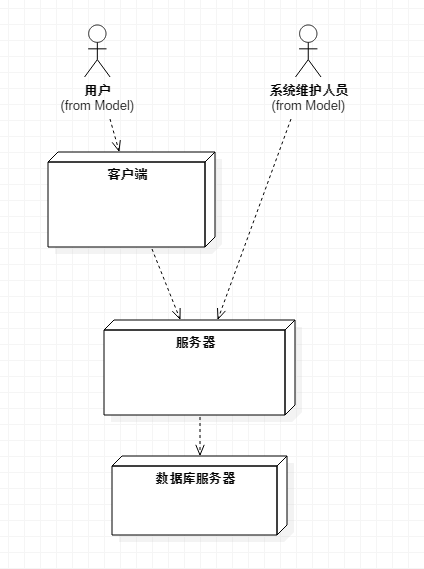 用户
(from Model)
系统维护人员
(from Model)
客户端
服务器
数据库服务器